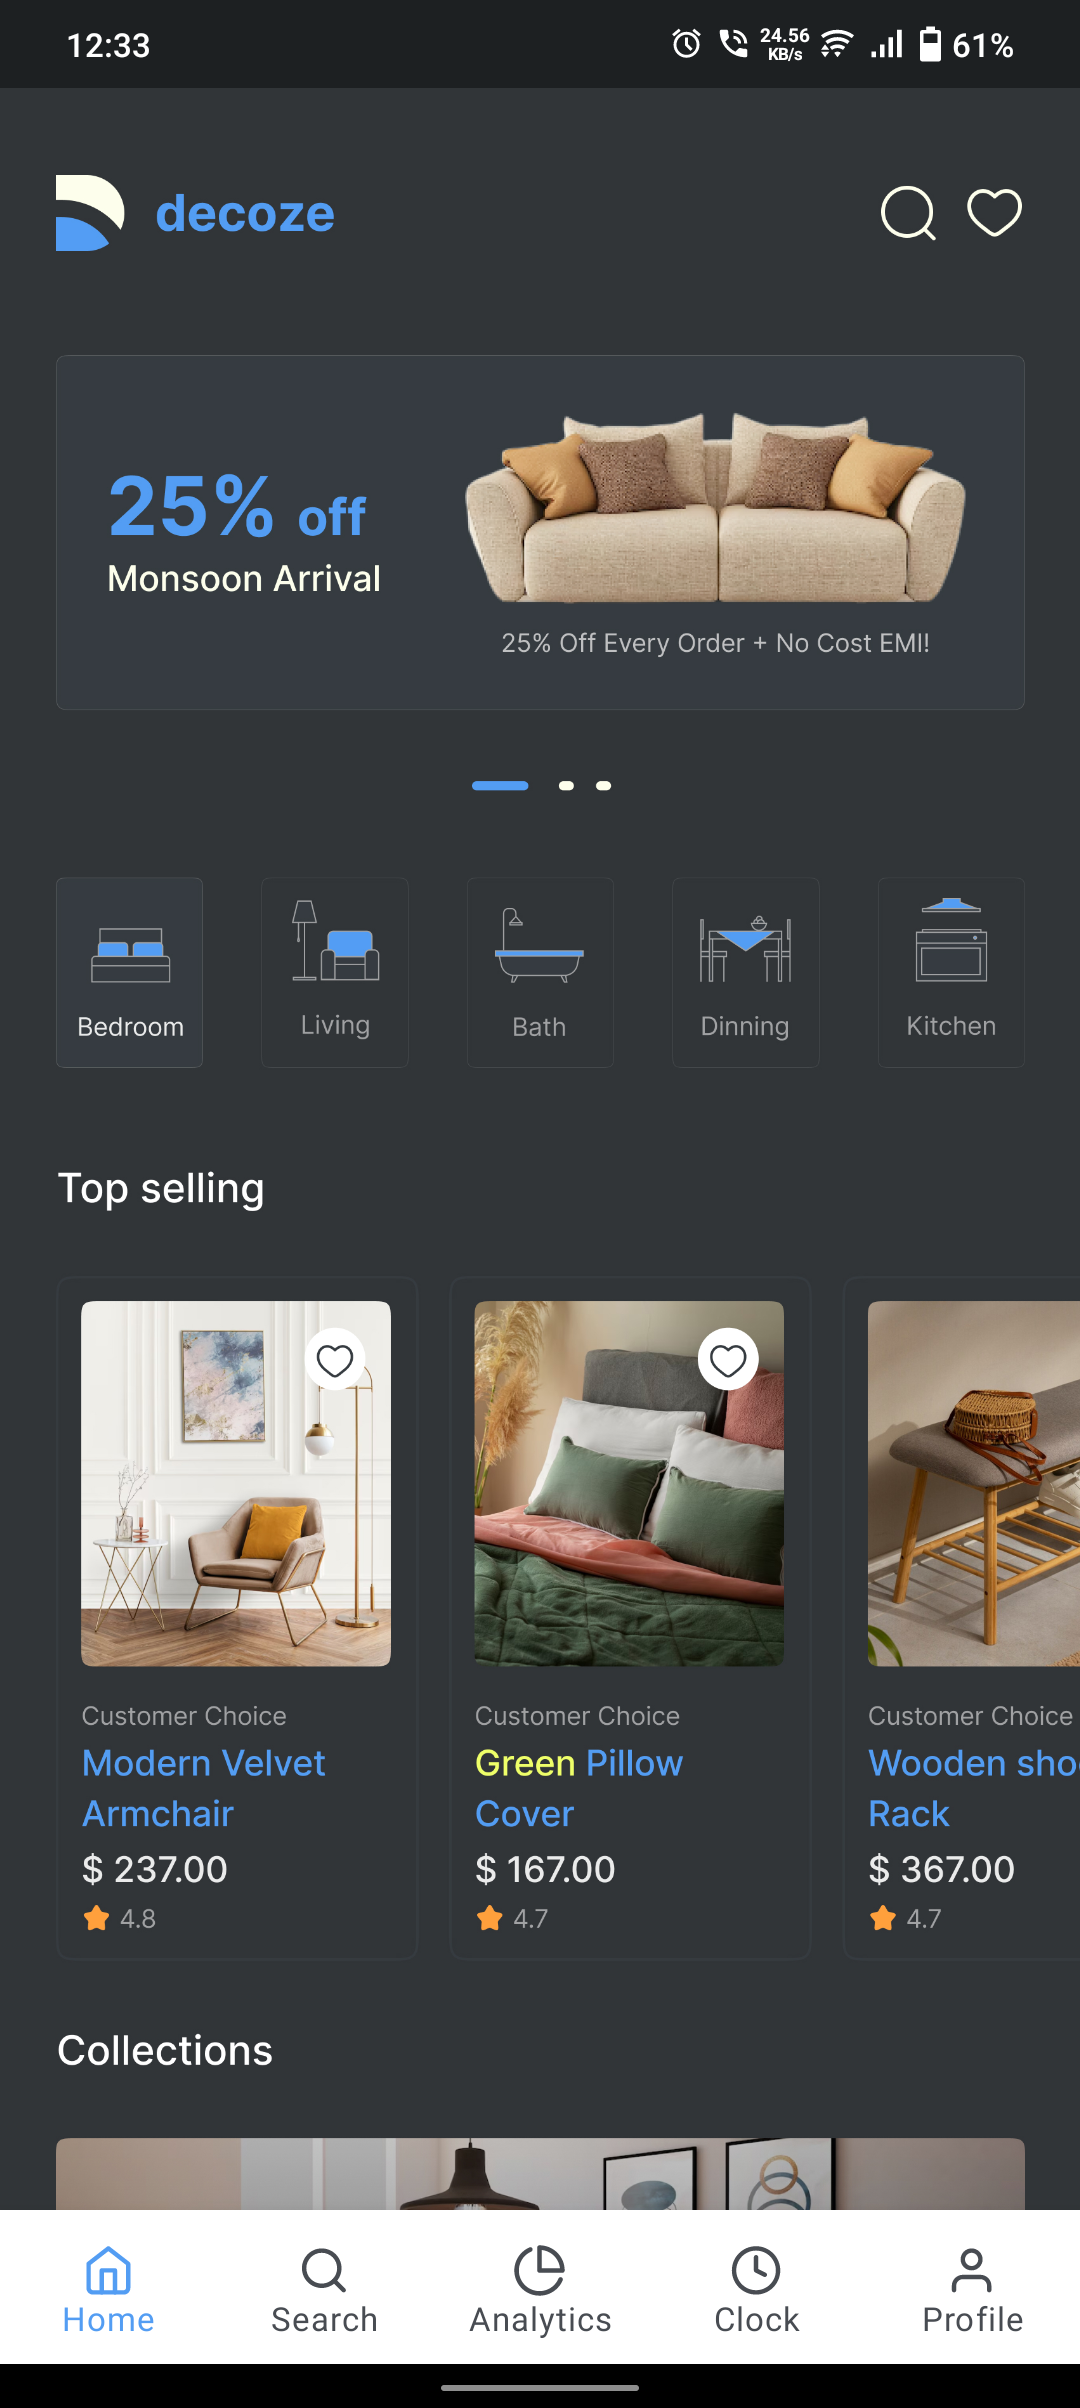 12:33
24.56
KB/s
61%
decoze
25% off
Monsoon Arrival
25% Off Every Order + No Cost EMI!
Bedroom
Living
Bath
Dinning
Kitchen
Top selling
Customer Choice
Modern Velvet
Armchair
$ 237.00
4.8
Customer Choice
Green Pillow
Cover
$ 167.00
4.7
Customer Choice
Wooden sho
Rack
$ 367.00
4.7
Collections
Home
Search
Analytics
Clock
Profile